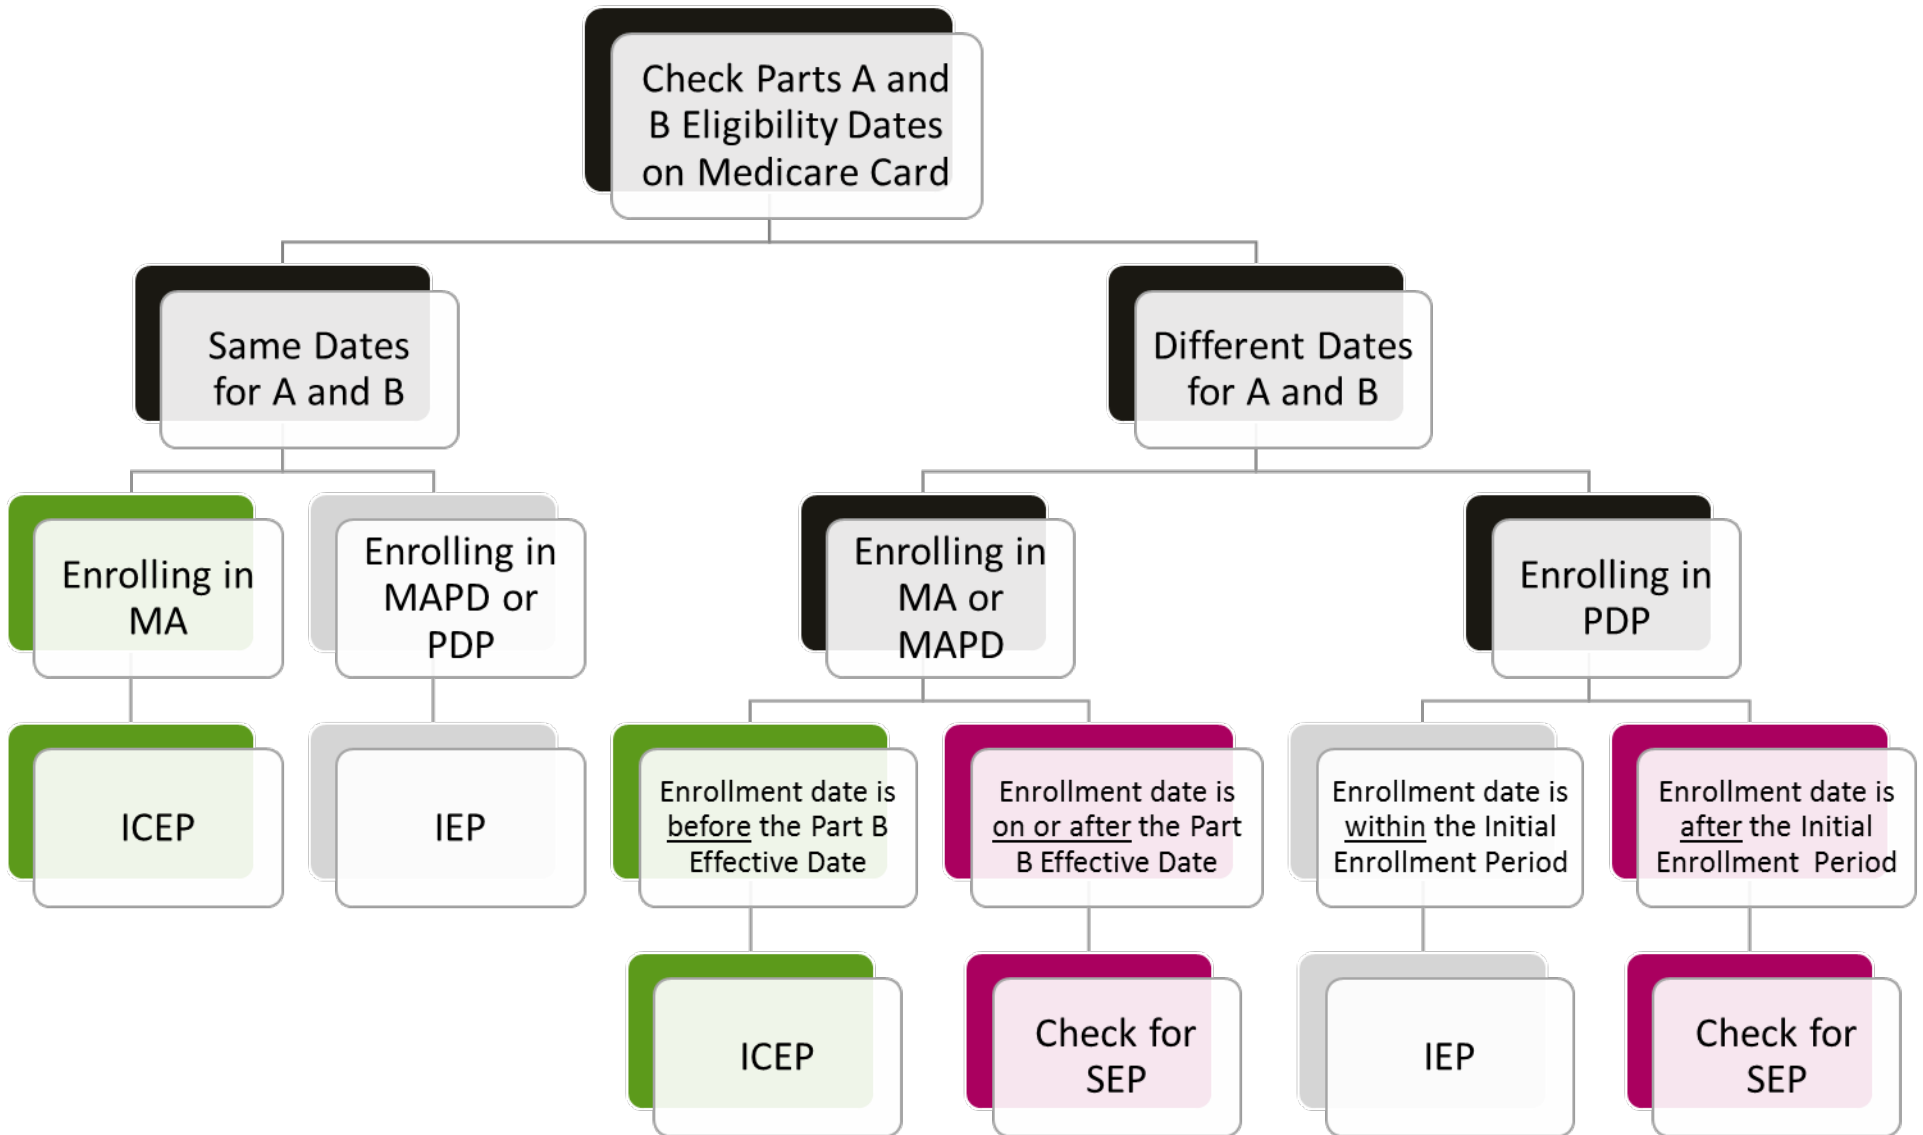 Check Parts A and
B Eligibility Dates
on Medicare Card
Same Dates
for A and B
Different Dates
for A and B
Enrolling in
MA
Enrolling in
MAPD or
PDP
Enrolling in
MA or
MAPD
Enrolling in
PDP
ICEP
IEP
Enrollment date is
before the Part B
Effective Date
Enrollment date is
on or after the Part
B Effective Date
Enrollment date is
within the Initial
Enrollment Period
Enrollment date is
after the Initial
Enrollment Period
ICEP
Check for
SEP
IEP
Check for
SEP